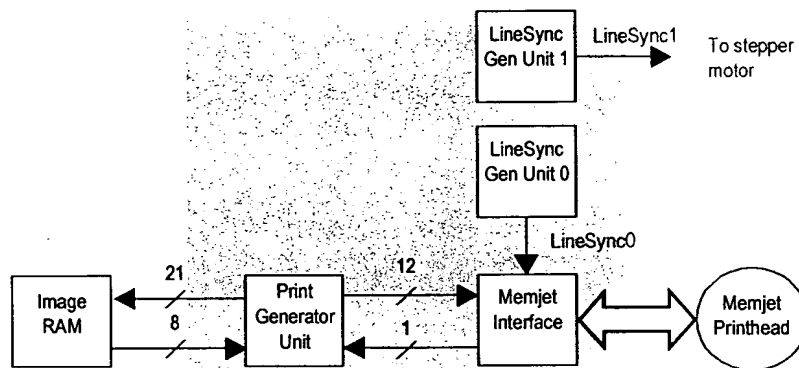 LineSync
Gen Unit 1
LineSync1
To stepper
motor
LineSync
Gen Unit 0
LineSync0
21
12
Image
RAM
Print
Generator
Unit
Memjet
Interface
Memjet
Printhead
8
1